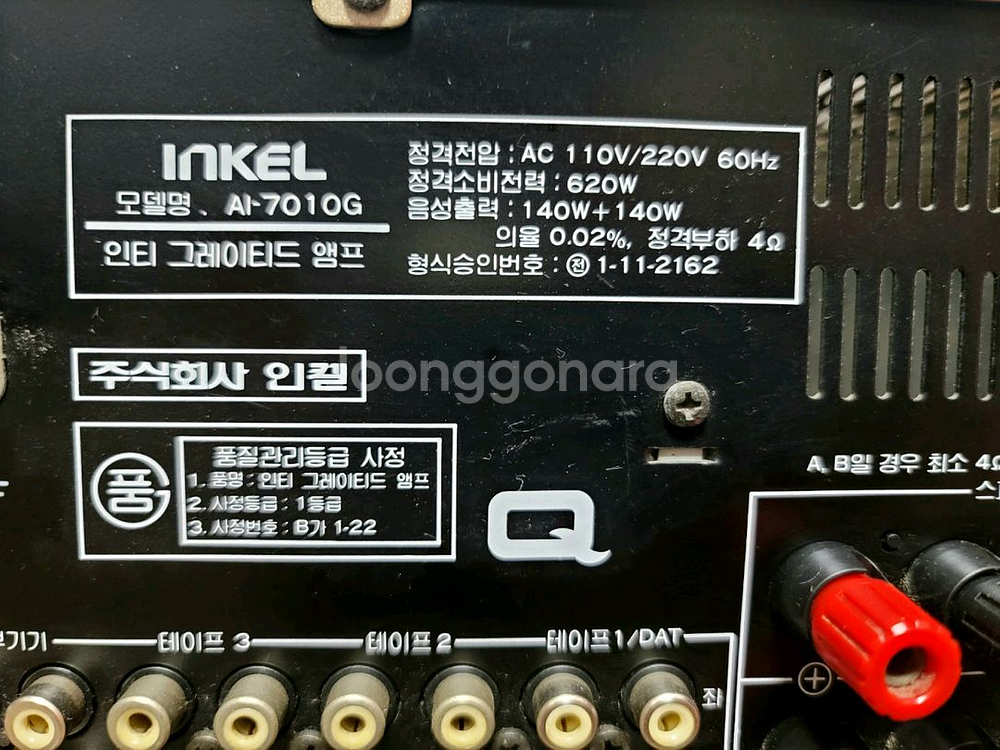 INKEL
모델명. AI-7010G
인티 그레이티드 앰프
정격전압 : AC 110V/220V 60Hz
정격소비전력 : 620W
음성출력 : 140W+140W
의율 0.02%, 정격부하 4Ω
형식승인번호 : ㉠ 1-11-2162
주식회사 인켈
joonggonara
품
품질관리등급 사정
1. 품명 : 인티 그레이티드 앰프
2. 사정등급 : 1등급
3. 사정번호 : B가 1-22
Q
A, B일 경우 최소 4Ω
테이프 3
테이프 2
테이프 1/DAT
좌